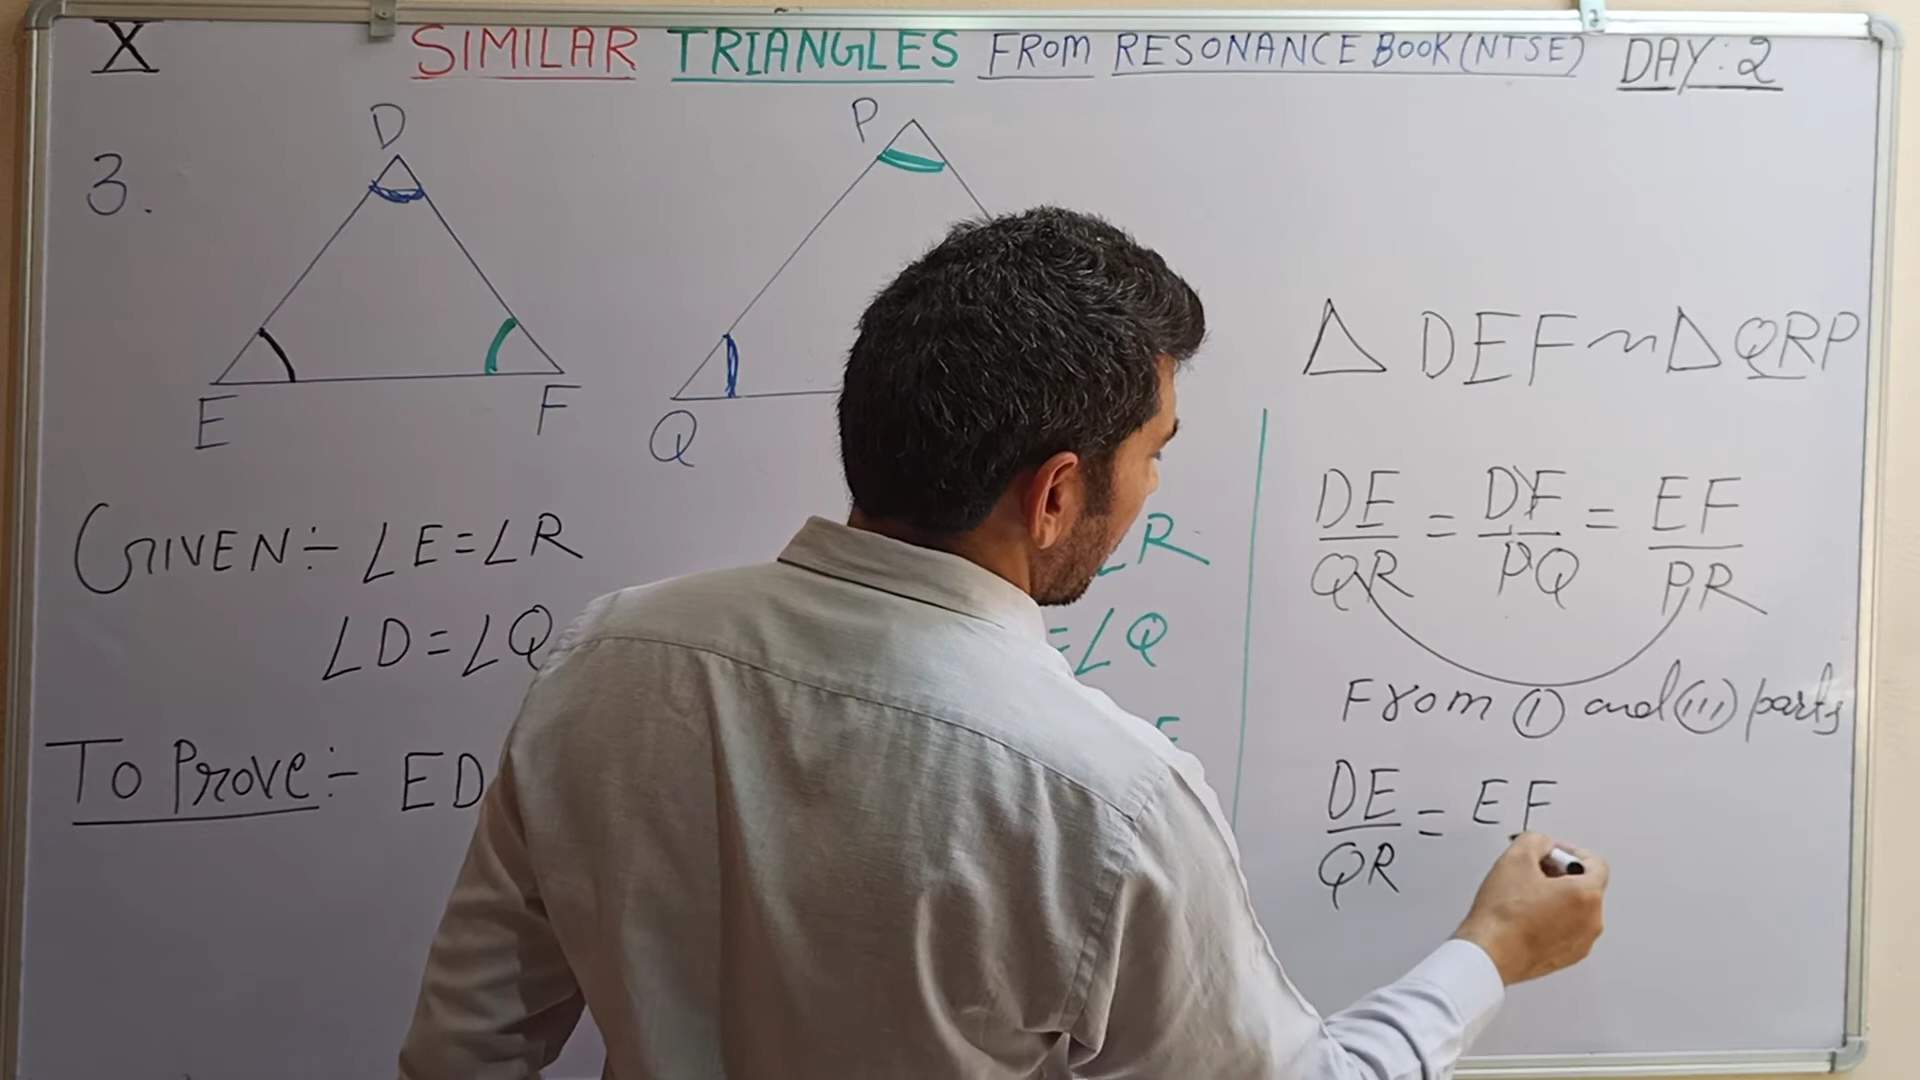 X
SIMILAR TRIANGLES FROM RESONANCE BOOK (NTSE) DAY: 2
3.
D
E F
P
Q
GIVEN:- ∠E=∠R
∠D=∠Q
To Prove:- ED
∠R
=∠Q
E
△ DEF ~ △ QRP
DE/QR = DF/PQ = EF/PR
From (i) and (iii) parts
DE/QR = EF